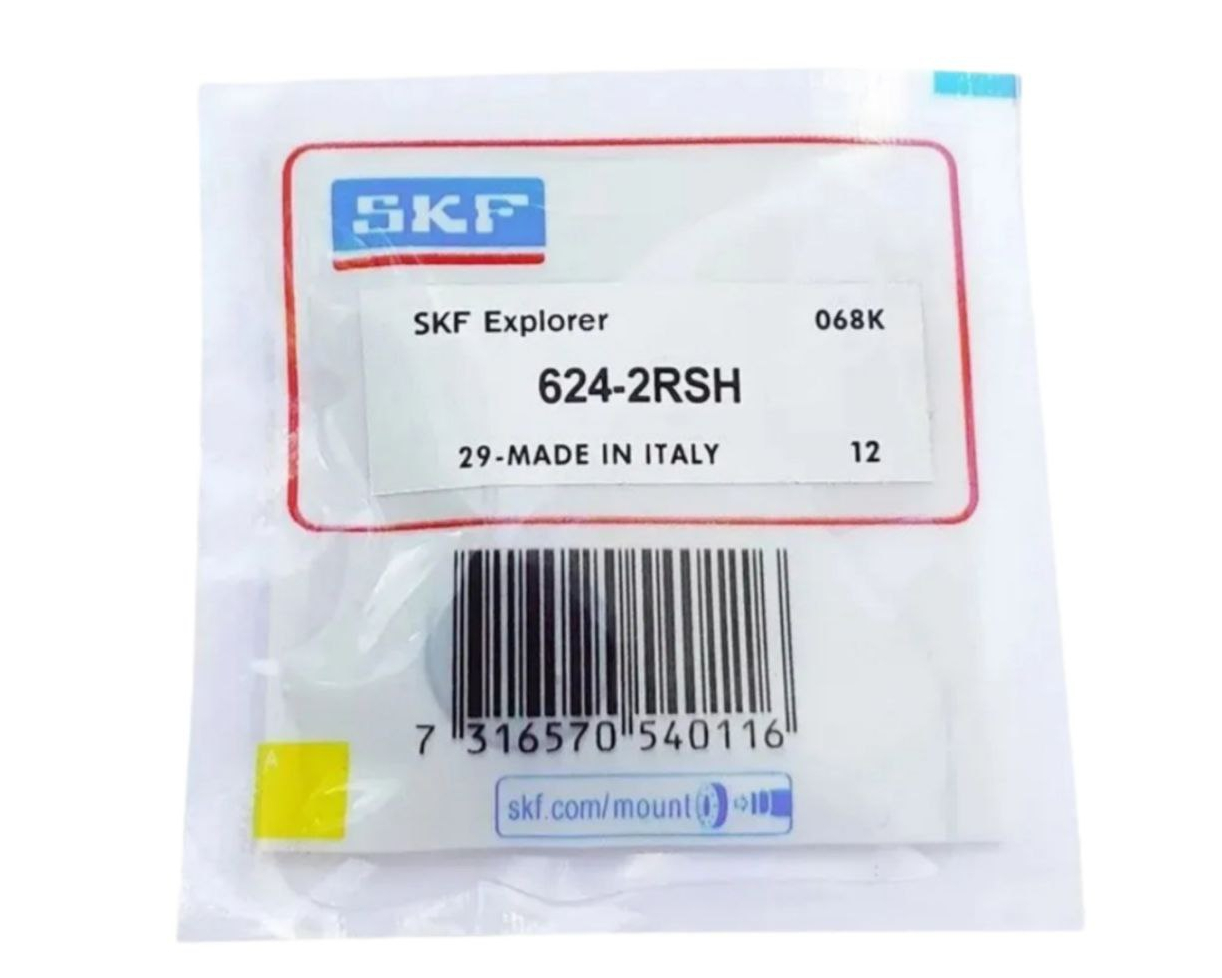 SKF
SKF Explorer 068K
624-2RSH
29-MADE IN ITALY 12
7 316570 540116
A
skf.com/mount